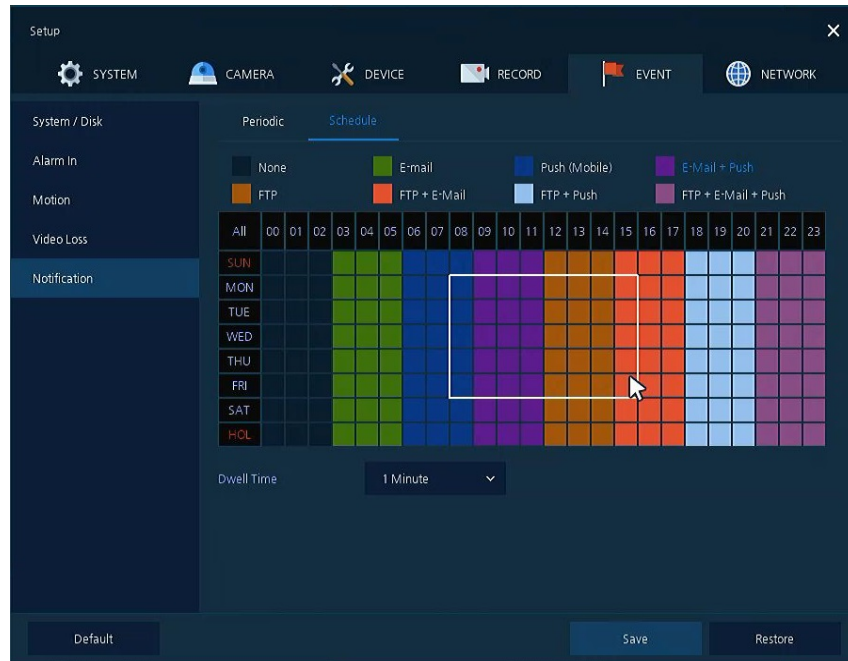 Setup
SYSTEM CAMERA DEVICE RECORD EVENT NETWORK
System / Disk
Alarm In
Motion
Video Loss
Notification
Periodic Schedule
None E-mail Push (Mobile) E-Mail + Push
FTP FTP + E-Mail FTP + Push FTP + E-Mail + Push
All 00 01 02 03 04 05 06 07 08 09 10 11 12 13 14 15 16 17 18 19 20 21 22 23
SUN
MON
TUE
WED
THU
FRI
SAT
HOL
Dwell Time 1 Minute
Default Save Restore